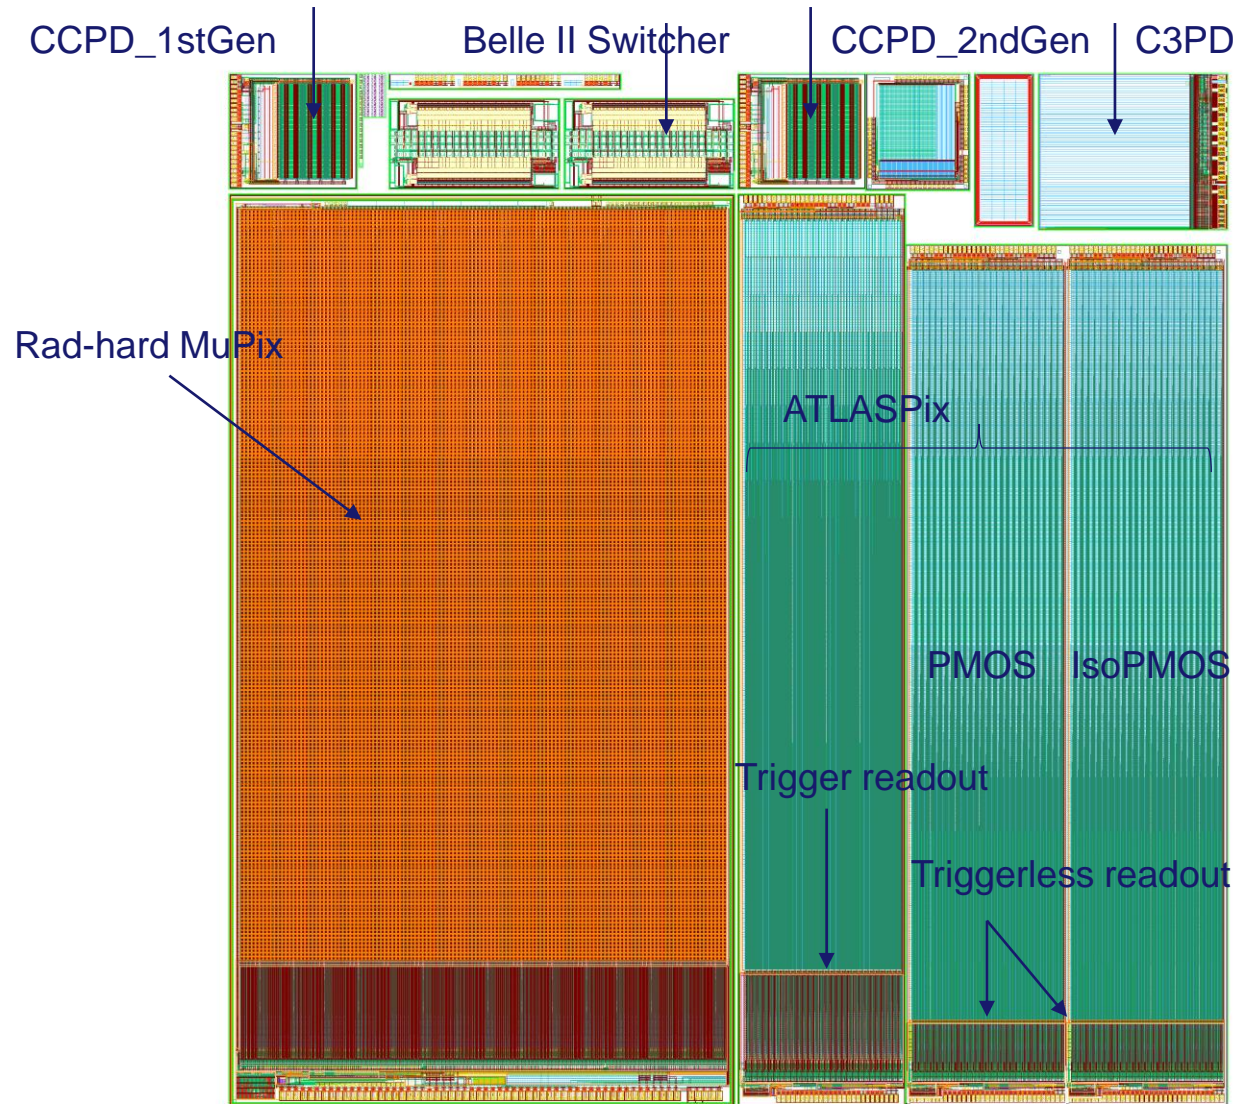 CCPD_1stGen
Belle II Switcher
CCPD_2ndGen
C3PD
Rad-hard MuPix
ATLASPix
PMOS
IsoPMOS
Trigger readout
Triggerless readout